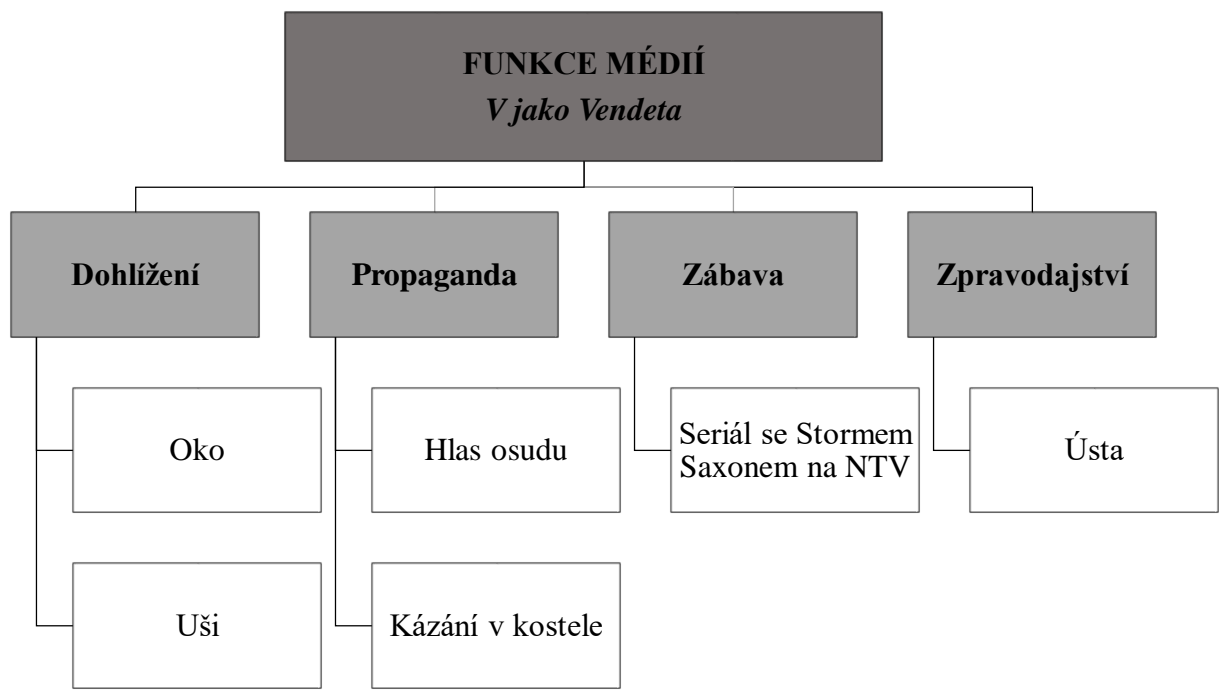 FUNKCE MÉDIÍ
V jako Vendeta
Dohlížení
Propaganda
Zábava
Zpravodajství
Oko
Hlas osudu
Seriál se Stormem
Saxonem na NTV
Ústa
Uši
Kázání v kostele